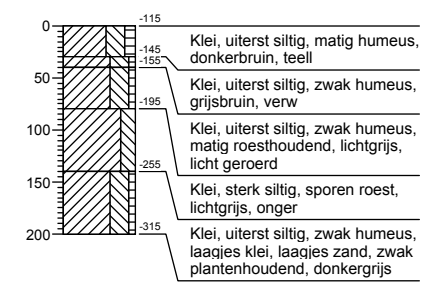 0
50
100
150
200
-115
-145
-155
-195
-255
-315
Klei, uiterst siltig, matig humeus,
donkerbruin, teell
Klei, uiterst siltig, zwak humeus,
grijsbruin, verw
Klei, uiterst siltig, zwak humeus,
matig roesthoudend, lichtgrijs,
licht geroerd
Klei, sterk siltig, sporen roest,
lichtgrijs, onger
Klei, uiterst siltig, zwak humeus,
laagjes klei, laagjes zand, zwak
plantenhoudend, donkergrijs